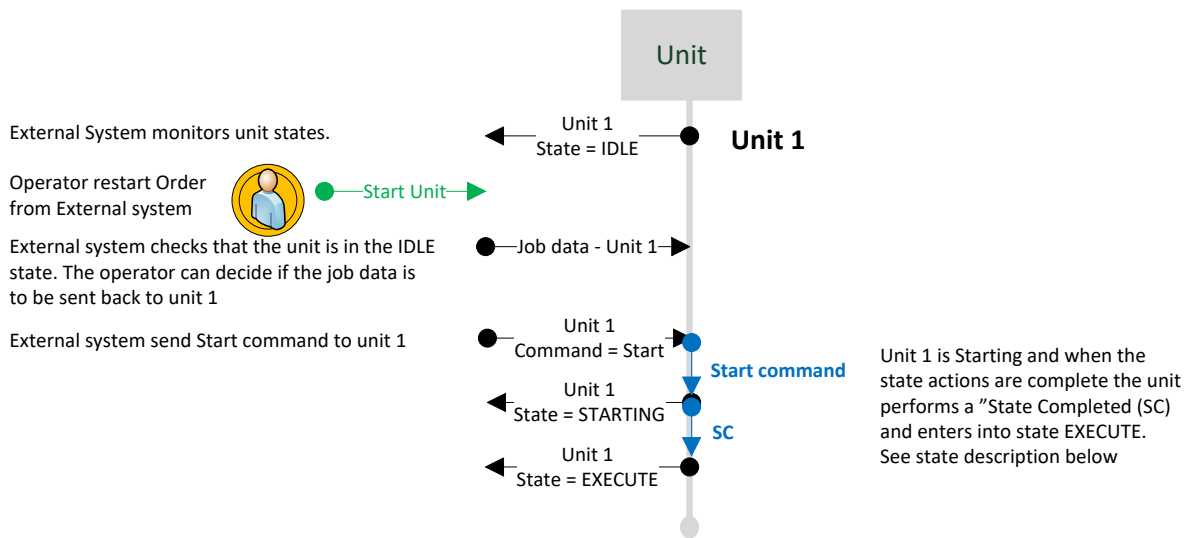 Unit
External System monitors unit states.
Unit 1
State = IDLE
Unit 1
Operator restart Order
from External system
Start Unit
External system checks that the unit is in the IDLE
state. The operator can decide if the job data is
to be sent back to unit 1
Job data - Unit 1
External system send Start command to unit 1
Unit 1
Command = Start
Start command
Unit 1
State = STARTING
SC
Unit 1
State = EXECUTE
Unit 1 is Starting and when the
state actions are complete the unit
performs a ”State Completed (SC)
and enters into state EXECUTE.
See state description below